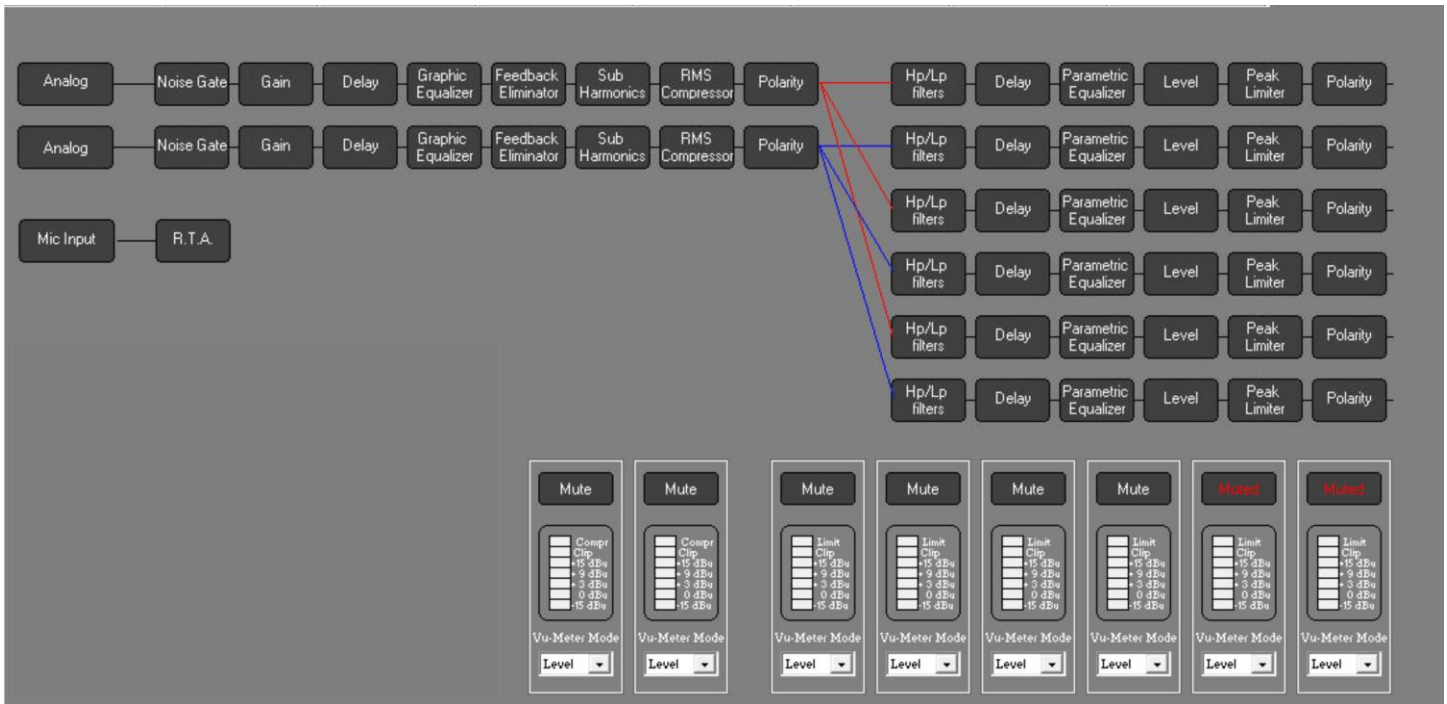 Analog Noise Gate Gain Delay Graphic Equalizer Feedback Eliminator Sub Harmonics RMS Compressor Polarity Hp/Lp filters Delay Parametric Equalizer Level Peak Limiter Polarity
Analog Noise Gate Gain Delay Graphic Equalizer Feedback Eliminator Sub Harmonics RMS Compressor Polarity Hp/Lp filters Delay Parametric Equalizer Level Peak Limiter Polarity
Hp/Lp filters Delay Parametric Equalizer Level Peak Limiter Polarity
Mic Input R.T.A.
Hp/Lp filters Delay Parametric Equalizer Level Peak Limiter Polarity
Hp/Lp filters Delay Parametric Equalizer Level Peak Limiter Polarity
Hp/Lp filters Delay Parametric Equalizer Level Peak Limiter Polarity
Mute Mute Mute Mute Mute Mute Muted Muted
Compr Compr Limit Limit Limit Limit Limit Limit
Clip Clip Clip Clip Clip Clip Clip Clip
+15 dBu +15 dBu +15 dBu +15 dBu +15 dBu +15 dBu +15 dBu +15 dBu
+ 9 dBu + 9 dBu + 9 dBu + 9 dBu + 9 dBu + 9 dBu + 9 dBu + 9 dBu
+ 3 dBu + 3 dBu + 3 dBu + 3 dBu + 3 dBu + 3 dBu + 3 dBu + 3 dBu
0 dBu 0 dBu 0 dBu 0 dBu 0 dBu 0 dBu 0 dBu 0 dBu
-15 dBu -15 dBu -15 dBu -15 dBu -15 dBu -15 dBu -15 dBu -15 dBu
Vu-Meter Mode Vu-Meter Mode Vu-Meter Mode Vu-Meter Mode Vu-Meter Mode Vu-Meter Mode Vu-Meter Mode Vu-Meter Mode
Level Level Level Level Level Level Level Level